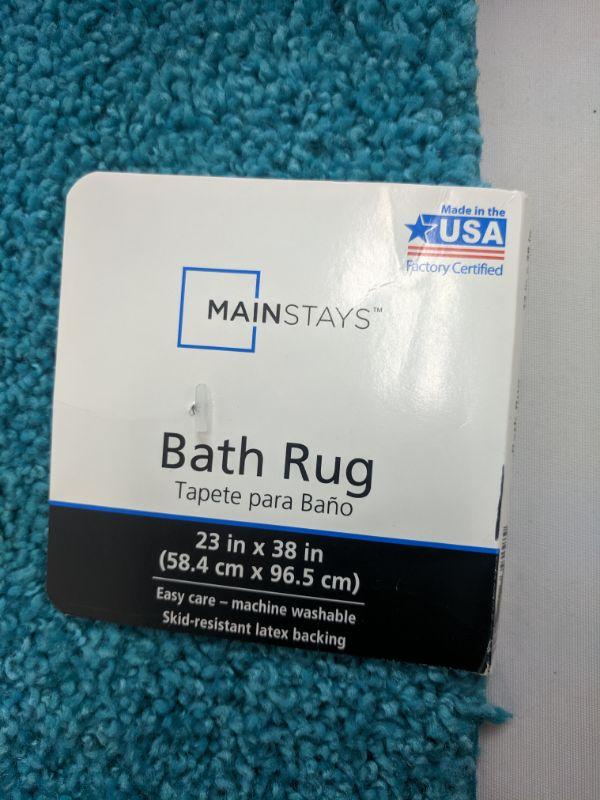 Made in the
USA
Factory Certified
MAINSTAYS™
Bath Rug
Tapete para Baño
23 in x 38 in
(58.4 cm x 96.5 cm)
Easy care – machine washable
Skid-resistant latex backing